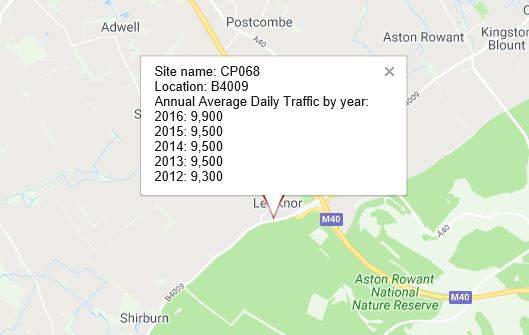 Postcombe
Adwell
A40
Aston Rowant
Kingston
Blount
Site name: CP068
Location: B4009
Annual Average Daily Traffic by year:
2016: 9,900
2015: 9,500
2014: 9,500
2013: 9,500
2012: 9,300
M40
A40
Aston Rowant
National
Nature Reserve
M40
B4009
Shirburn